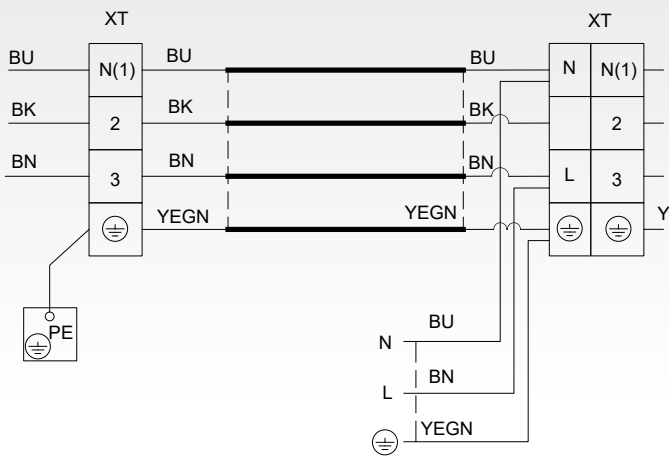 XT XT
BU N(1) BU BU N N(1)
BK 2 BK BK 2
BN 3 BN BN L 3
YEGN YEGN Y
PE
N BU
L BN
YEGN